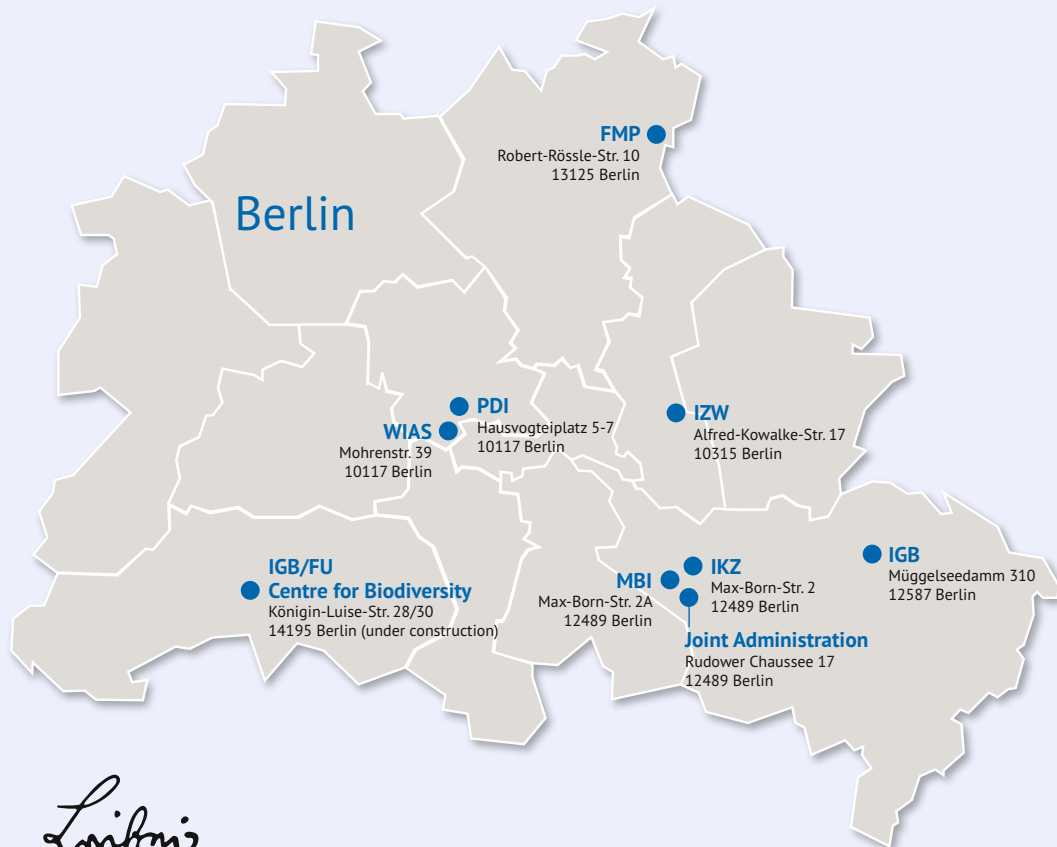 Berlin
FMP
Robert-Rössle-Str. 10
13125 Berlin
PDI
Hausvogteiplatz 5-7
10117 Berlin
WIAS
Mohrenstr. 39
10117 Berlin
IZW
Alfred-Kowalke-Str. 17
10315 Berlin
IGB/FU
Centre for Biodiversity
Königin-Luise-Str. 28/30
14195 Berlin (under construction)
MBI
Max-Born-Str. 2A
12489 Berlin
IKZ
Max-Born-Str. 2
12489 Berlin
Joint Administration
Rudower Chaussee 17
12489 Berlin
IGB
Müggelseedamm 310
12587 Berlin
Leibniz